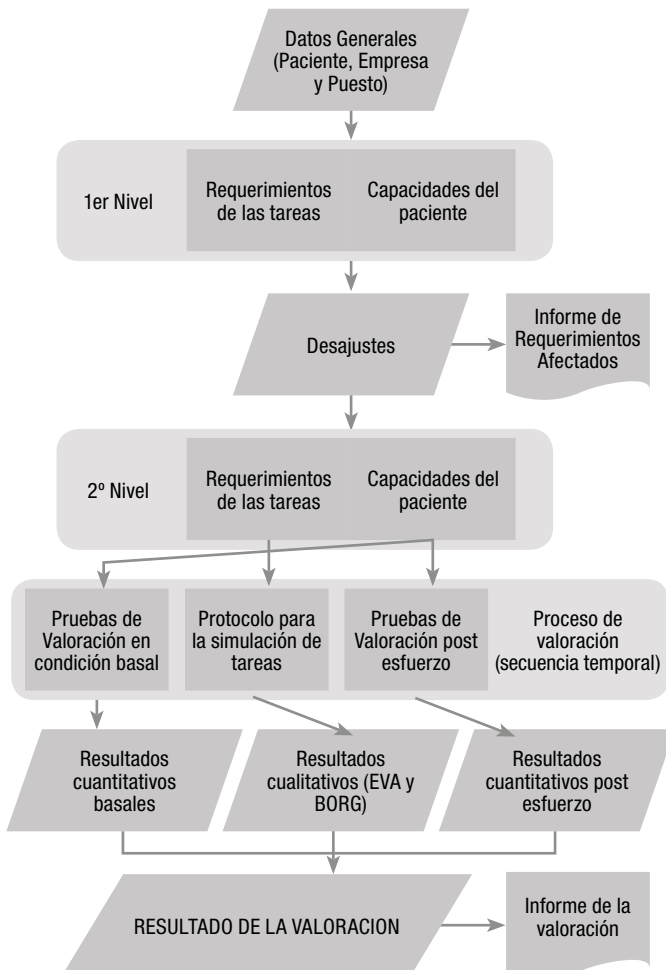 Datos Generales
(Paciente, Empresa
y Puesto)
1er Nivel
Requerimientos
de las tareas
Capacidades del
paciente
Desajustes
Informe de
Requerimientos
Afectados
2º Nivel
Requerimientos
de las tareas
Capacidades del
paciente
Pruebas de
Valoración en
condición basal
Protocolo para
la simulación de
tareas
Pruebas de
Valoración post
esfuerzo
Proceso de
valoración
(secuencia temporal)
Resultados
cuantitativos
basales
Resultados
cualitativos (EVA y
BORG)
Resultados
cuantitativos post
esfuerzo
RESULTADO DE LA VALORACION
Informe de la
valoración